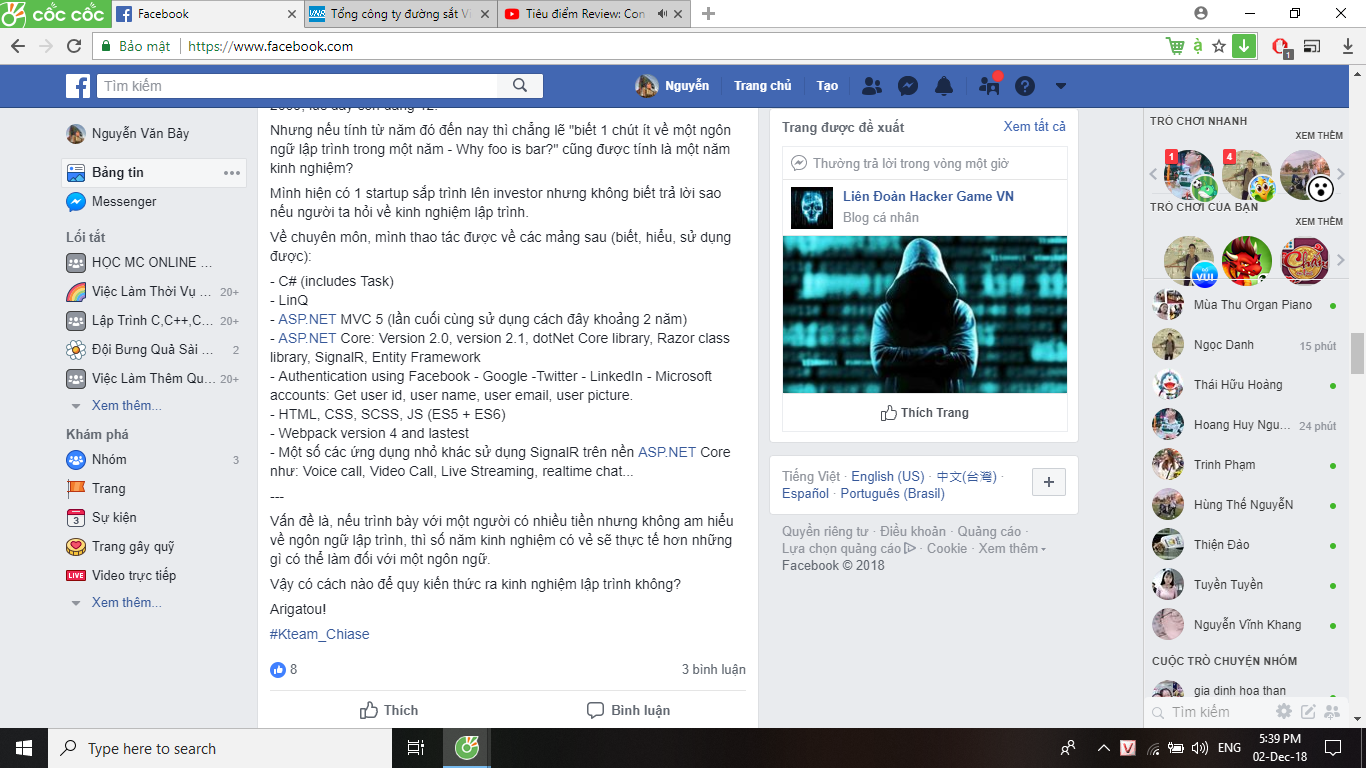 cốc cốc
Facebook
Tổng công ty đường sắt Vi
Tiêu điểm Review: Con
Bảo mật
https://www.facebook.com
1
Tìm kiếm
Nguyễn
Trang chủ
Tạo
Nguyễn Văn Bảy
Bảng tin
Messenger
Lối tắt
HỌC MC ONLINE ...
Việc Làm Thời Vụ ... 20+
Lập Trình C,C++,C... 20+
Đội Bưng Quả Sài ... 2
Việc Làm Thêm Qu... 20+
Xem thêm...
Khám phá
Nhóm 3
Trang
3 Sự kiện
Trang gây quỹ
LIVE Video trực tiếp
Xem thêm...
Nhưng nếu tính từ năm đó đến nay thì chẳng lẽ "biết 1 chút ít về một ngôn
ngữ lập trình trong một năm - Why foo is bar?" cũng được tính là một năm
kinh nghiệm?
Mình hiện có 1 startup sắp trình lên investor nhưng không biết trả lời sao
nếu người ta hỏi về kinh nghiệm lập trình.
Về chuyên môn, mình thao tác được về các mảng sau (biết, hiểu, sử dụng
được):
- C# (includes Task)
- LinQ
- ASP.NET MVC 5 (lần cuối cùng sử dụng cách đây khoảng 2 năm)
- ASP.NET Core: Version 2.0, version 2.1, dotNet Core library, Razor class
library, SignalR, Entity Framework
- Authentication using Facebook - Google -Twitter - LinkedIn - Microsoft
accounts: Get user id, user name, user email, user picture.
- HTML, CSS, SCSS, JS (ES5 + ES6)
- Webpack version 4 and lastest
- Một số các ứng dụng nhỏ khác sử dụng SignalR trên nền ASP.NET Core
như: Voice call, Video Call, Live Streaming, realtime chat...
---
Vấn đề là, nếu trình bày với một người có nhiều tiền nhưng không am hiểu
về ngôn ngữ lập trình, thì số năm kinh nghiệm có vẻ sẽ thực tế hơn những
gì có thể làm đối với một ngôn ngữ.
Vậy có cách nào để quy kiến thức ra kinh nghiệm lập trình không?
Arigatou!
#Kteam_Chiase
8
3 bình luận
Thích
Bình luận
Trang được đề xuất
Xem tất cả
Thường trả lời trong vòng một giờ
Liên Đoàn Hacker Game VN
Blog cá nhân
Thích Trang
Tiếng Việt · English (US) · 中文(台灣) ·
Español · Português (Brasil)
Quyền riêng tư · Điều khoản · Quảng cáo ·
Lựa chọn quảng cáo · Cookie · Xem thêm
Facebook © 2018
TRÒ CHƠI NHANH
XEM THÊM
1
4
TRÒ CHƠI CỦA BẠN
XEM THÊM
VUI
Mùa Thu Organ Piano
Ngọc Danh 15 phút
Thái Hữu Hoảng
Hoang Huy Ngu... 24 phút
Trinh Phạm
Hùng Thế NguyễN
Thiện Đảo
Tuyền Tuyền
Nguyễn Vĩnh Khang
CUỘC TRÒ CHUYỆN NHÓM
gia dinh hoa than
Tìm kiếm
Type here to search
V
ENG
5:39 PM
02-Dec-18